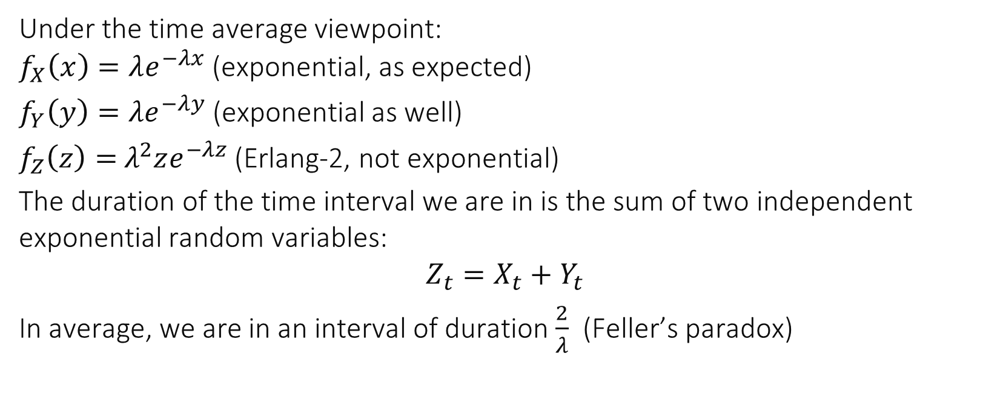 Under the time average viewpoint:
$f_X(x) = \lambda e^{-\lambda x}$ (exponential, as expected)
$f_Y(y) = \lambda e^{-\lambda y}$ (exponential as well)
$f_Z(z) = \lambda^2 z e^{-\lambda z}$ (Erlang-2, not exponential)
The duration of the time interval we are in is the sum of two independent
exponential random variables:
$Z_t = X_t + Y_t$
In average, we are in an interval of duration $\frac{2}{\lambda}$ (Feller’s paradox)